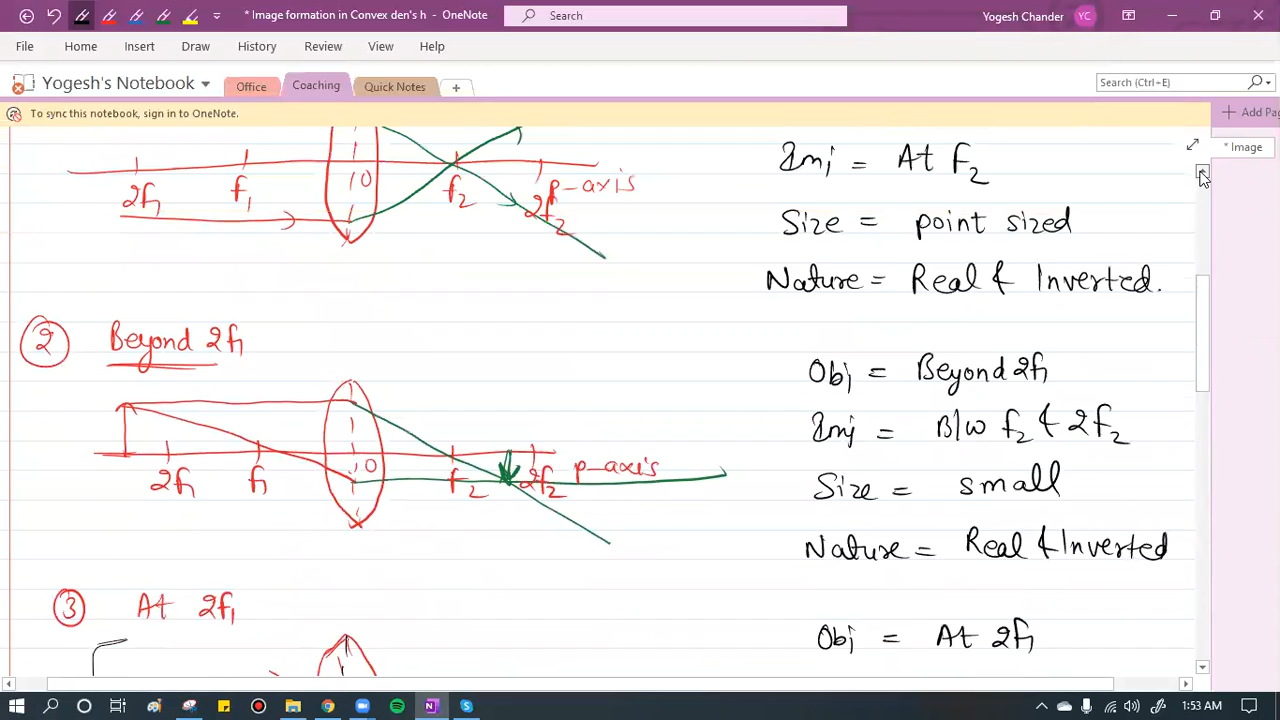 * Image formation in Convex den's h - OneNote
Search
Yogesh Chander
YC
File Home Insert Draw History Review View Help
Yogesh's Notebook
Office
Coaching
Quick Notes
Search (Ctrl+E)
To sync this notebook, sign in to OneNote.
Add Pag
* Image
2f1 f1 O f2 2f2 p-axis
Imj = At f2
Size = point sized
Nature = Real & Inverted.
2 Beyond 2f1
2f1 f1 O f2 2f2 p-axis
Obj = Beyond 2f1
Imj = B/w f2 & 2f2
Size = small
Nature = Real & Inverted
3 At 2f1
Obj = At 2f1
1:53 AM